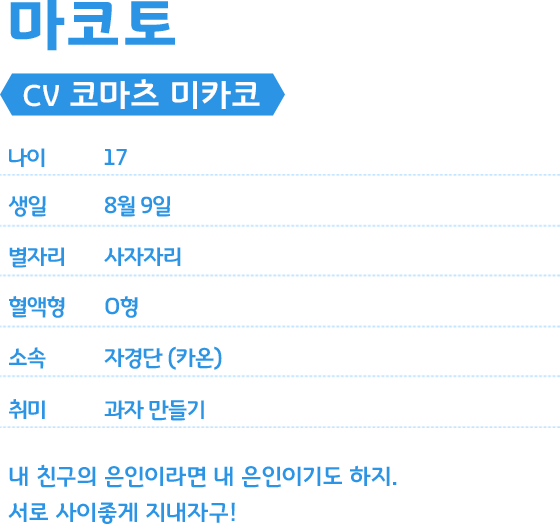 마코토
CV 코마츠 미카코
나이 17
생일 8월 9일
별자리 사자자리
혈액형 O형
소속 자경단 (카온)
취미 과자 만들기
내 친구의 은인이라면 내 은인이기도 하지.
서로 사이좋게 지내자구!